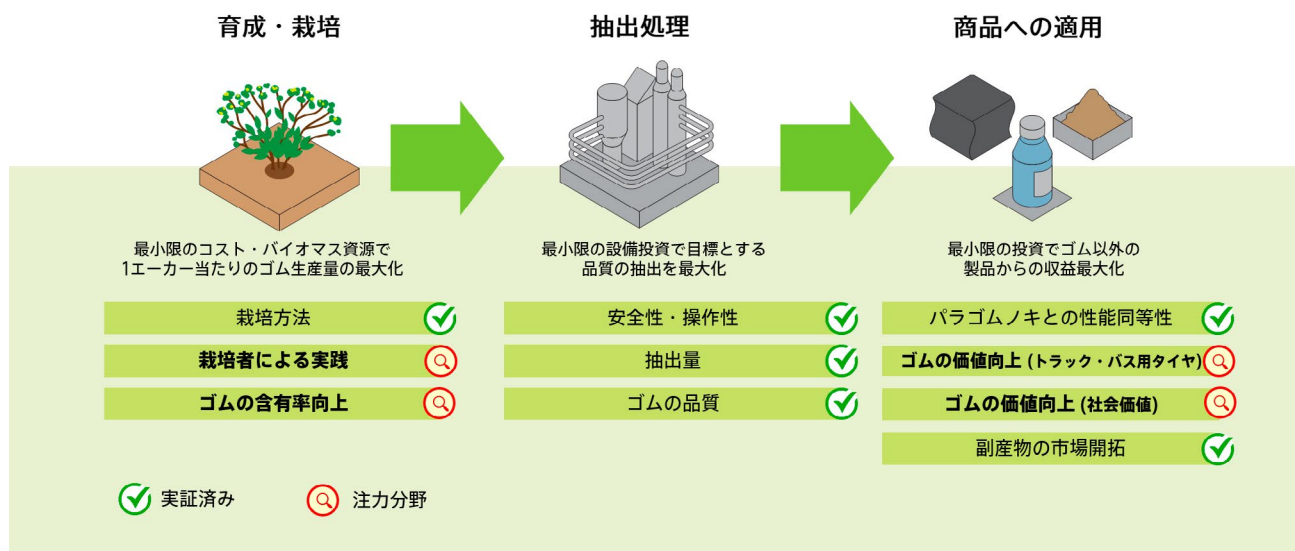 育成・栽培
抽出処理
商品への適用
最小限のコスト・バイオマス資源で
1エーカー当たりのゴム生産量の最大化
最小限の設備投資で目標とする
品質の抽出を最大化
最小限の投資でゴム以外の
製品からの収益最大化
栽培方法
栽培者による実践
ゴムの含有率向上
安全性・操作性
抽出量
ゴムの品質
パラゴムノキとの性能同等性
ゴムの価値向上 (トラック・バス用タイヤ)
ゴムの価値向上 (社会価値)
副産物の市場開拓
実証済み
注力分野